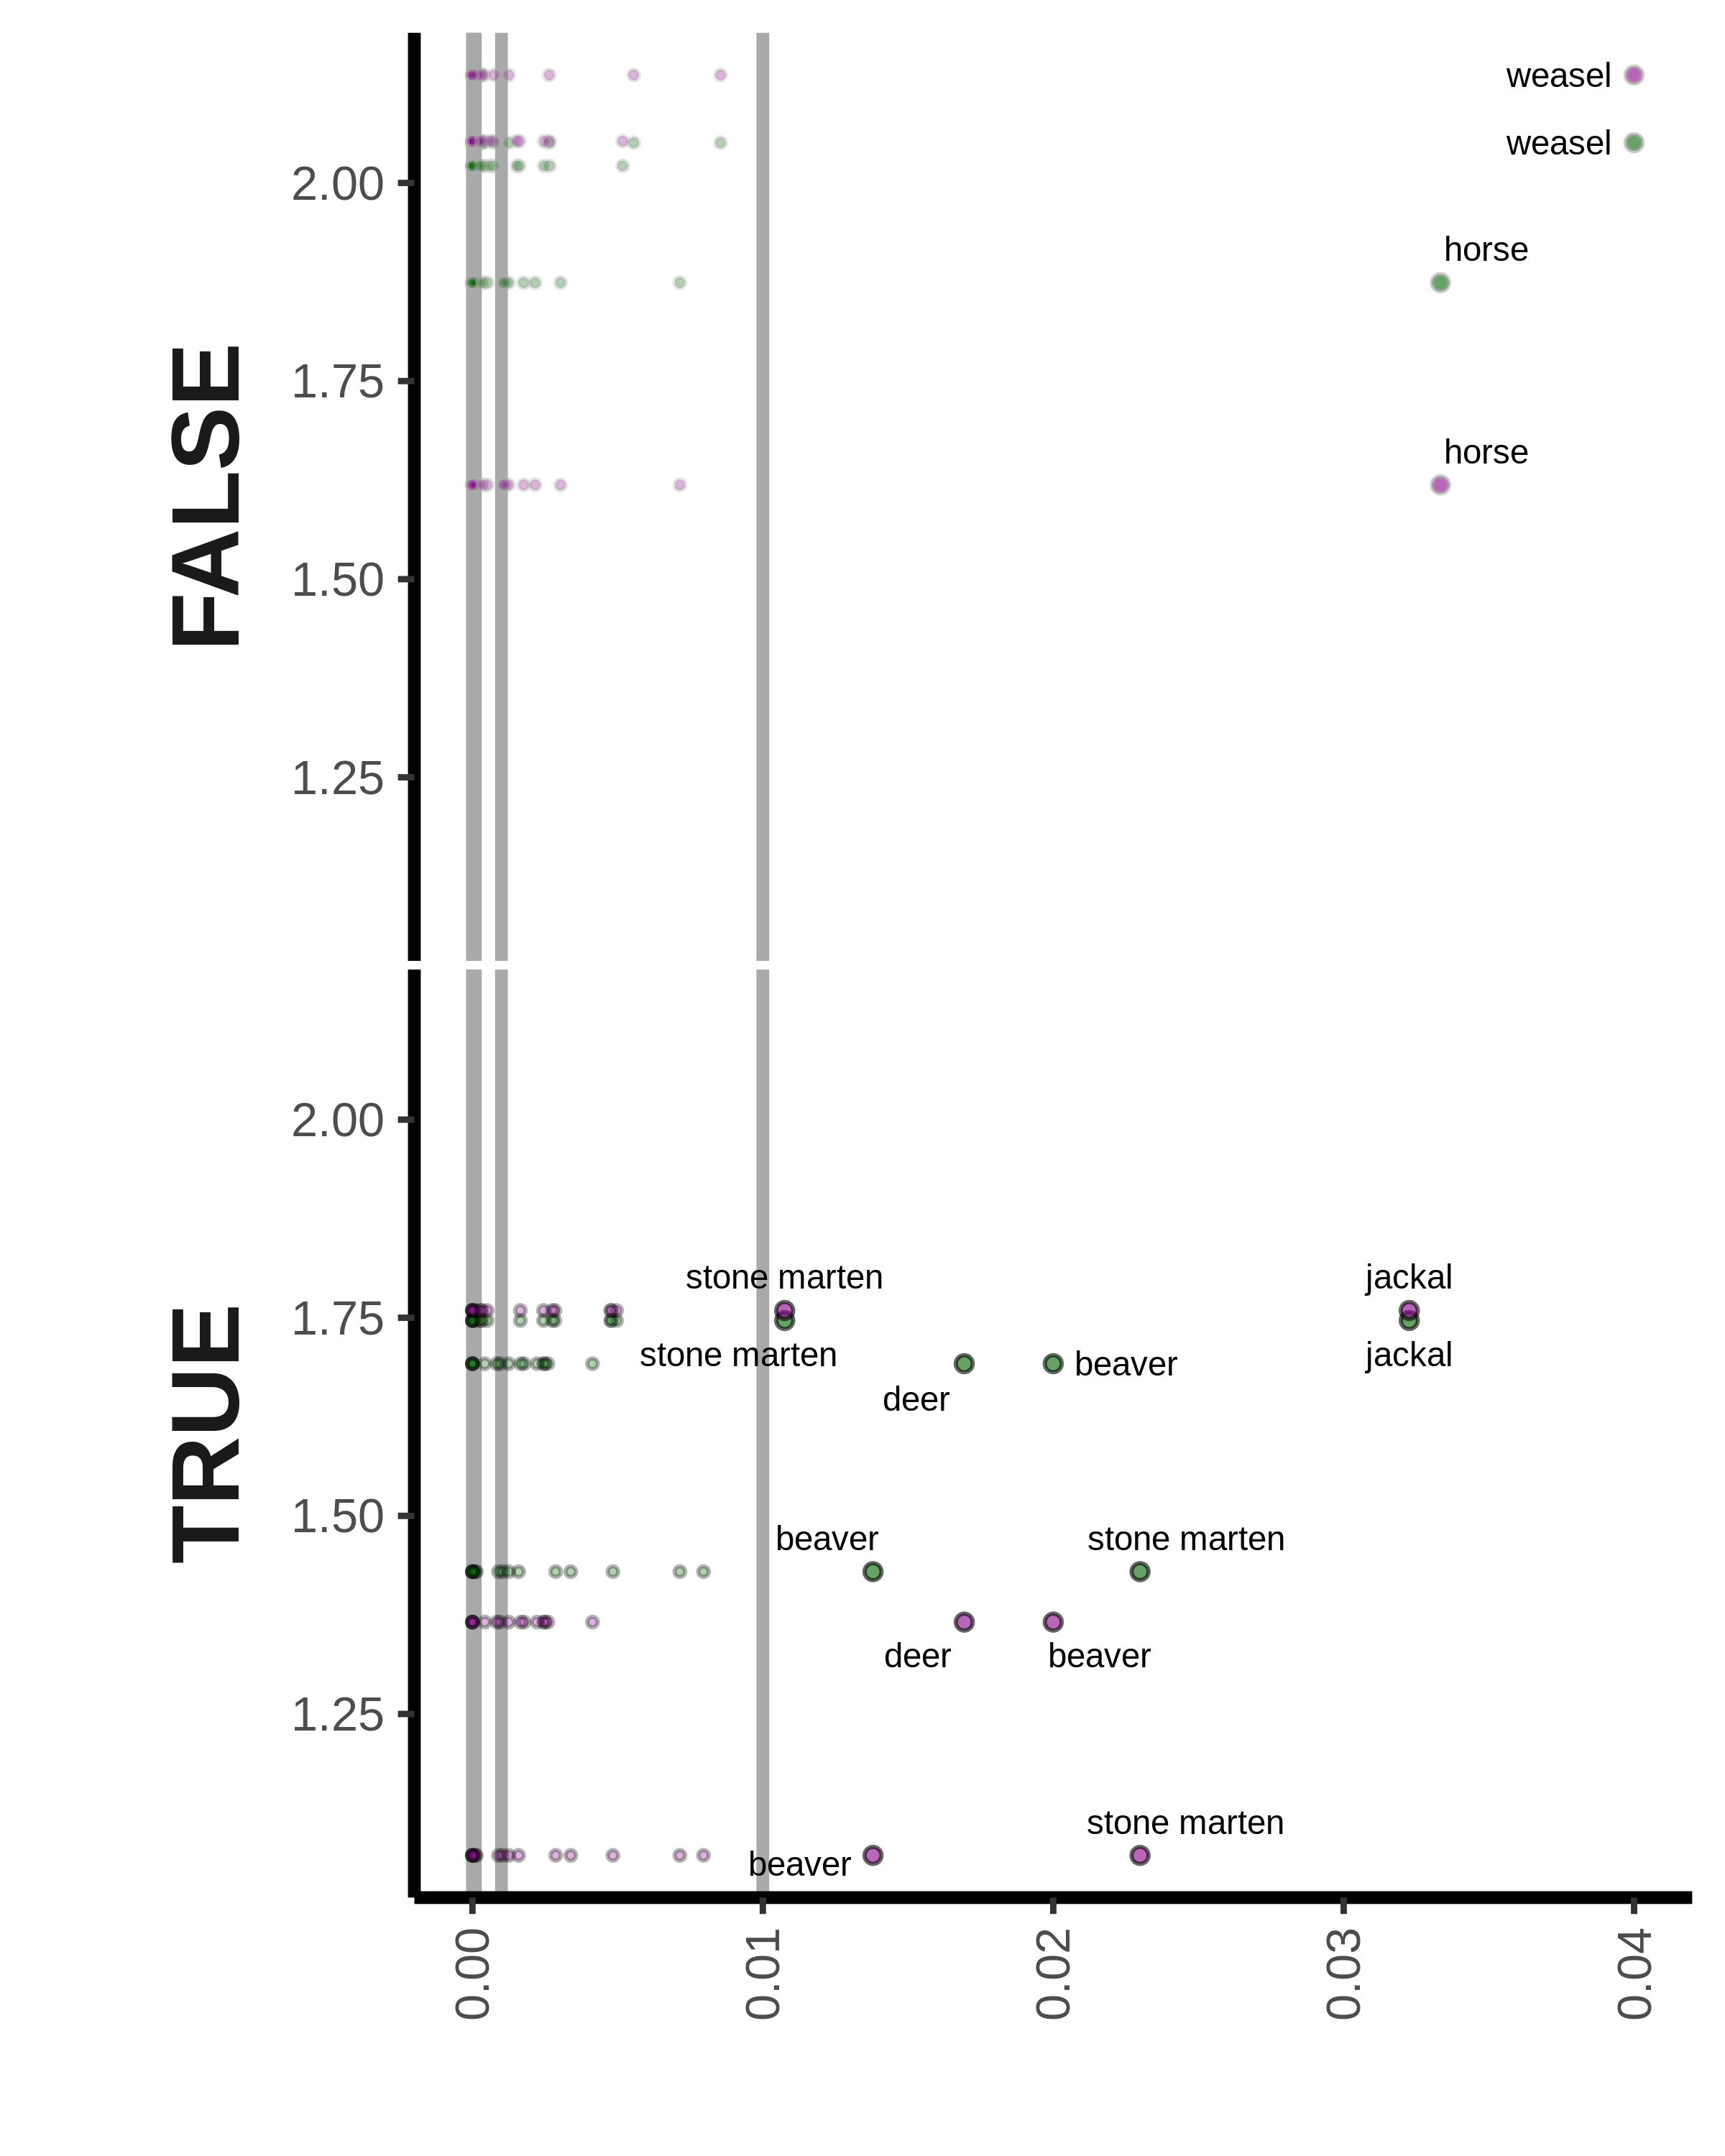 FALSE
2.00
1.75
1.50
1.25
weasel
weasel
horse
horse
TRUE
2.00
1.75
1.50
1.25
stone marten
jackal
stone marten
jackal
beaver
deer
beaver
stone marten
deer
beaver
stone marten
beaver
0.00
0.01
0.02
0.03
0.04